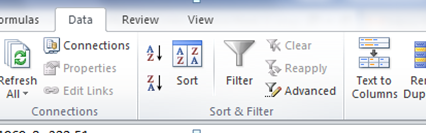 ormulas Data Review View
Connections
Properties
Edit Links
Refresh
All
Connections
A Z
Z A
A Z Z A
Sort
Filter
Clear
Reapply
Advanced
Sort & Filter
Text to
Columns
Re
Dup